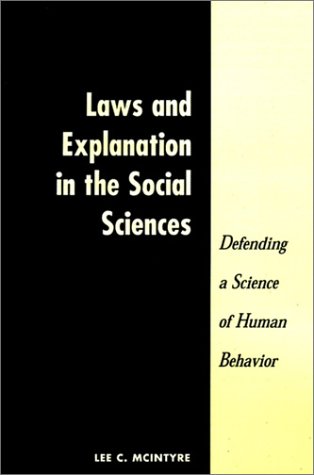 Laws and
Explanation
in the Social
Sciences
Defending
a Science
of Human
Behavior
LEE C. MCINTYRE